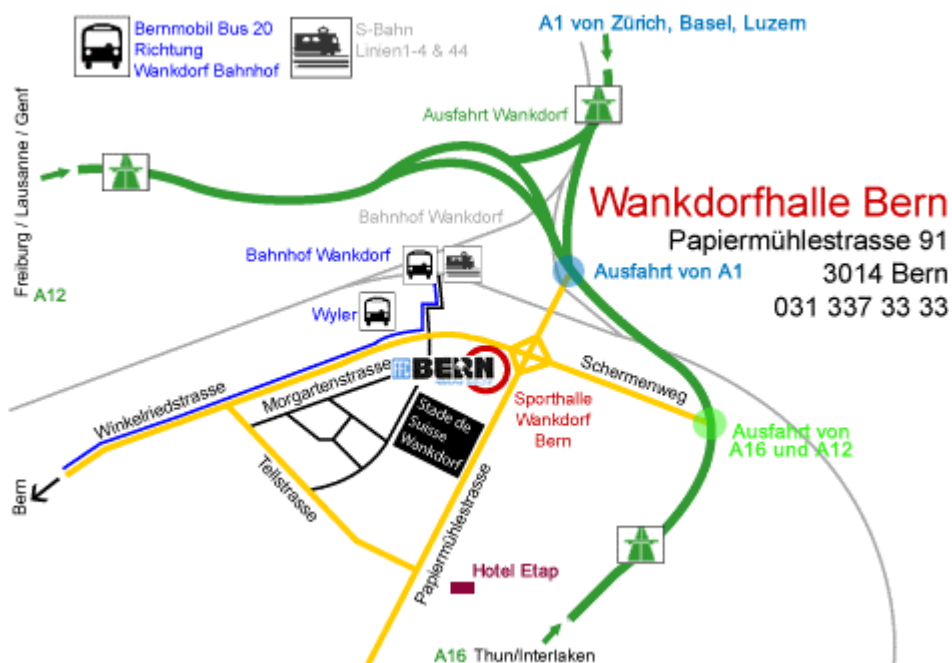 Bernmobil Bus 20
Richtung
Wankdorf Bahnhof
S-Bahn
Linien1-4 & 44
A1 von Zürich, Basel, Luzern
Ausfahrt Wankdorf
Freiburg / Lausanne / Genf
A12
Bahnhof Wankdorf
Bahnhof Wankdorf
Wankdorfhalle Bern
Papiermühlestrasse 91
3014 Bern
031 337 33 33
Ausfahrt von A1
Wyler
BERN
Schermenweg
Sporthalle
Wankdorf
Bern
Morgartenstrasse
Winkelriedstrasse
Stade de
Suisse
Wankdorf
Ausfahrt von
A16 und A12
Tellstrasse
Papiermühlestrasse
Bern
Hotel Etap
A16 Thun/Interlaken